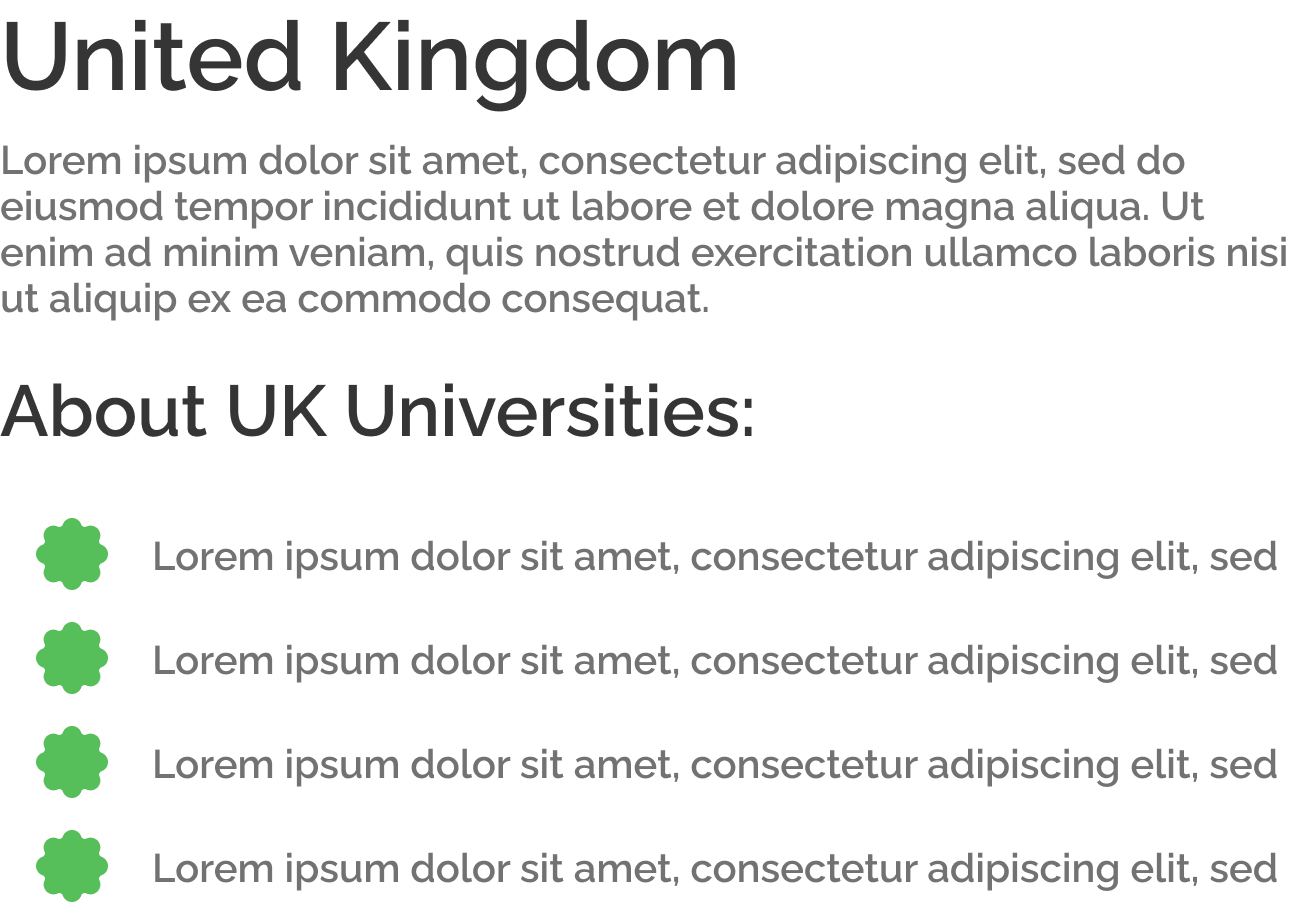 United Kingdom
Lorem ipsum dolor sit amet, consectetur adipiscing elit, sed do
eiusmod tempor incididunt ut labore et dolore magna aliqua. Ut
enim ad minim veniam, quis nostrud exercitation ullamco laboris nisi
ut aliquip ex ea commodo consequat.
About UK Universities:
Lorem ipsum dolor sit amet, consectetur adipiscing elit, sed
Lorem ipsum dolor sit amet, consectetur adipiscing elit, sed
Lorem ipsum dolor sit amet, consectetur adipiscing elit, sed
Lorem ipsum dolor sit amet, consectetur adipiscing elit, sed